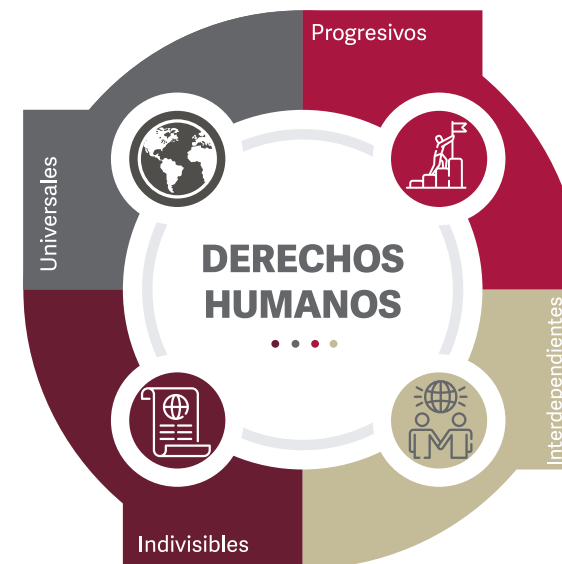 Progresivos
Universales
DERECHOS
HUMANOS
Interdependientes
Indivisibles